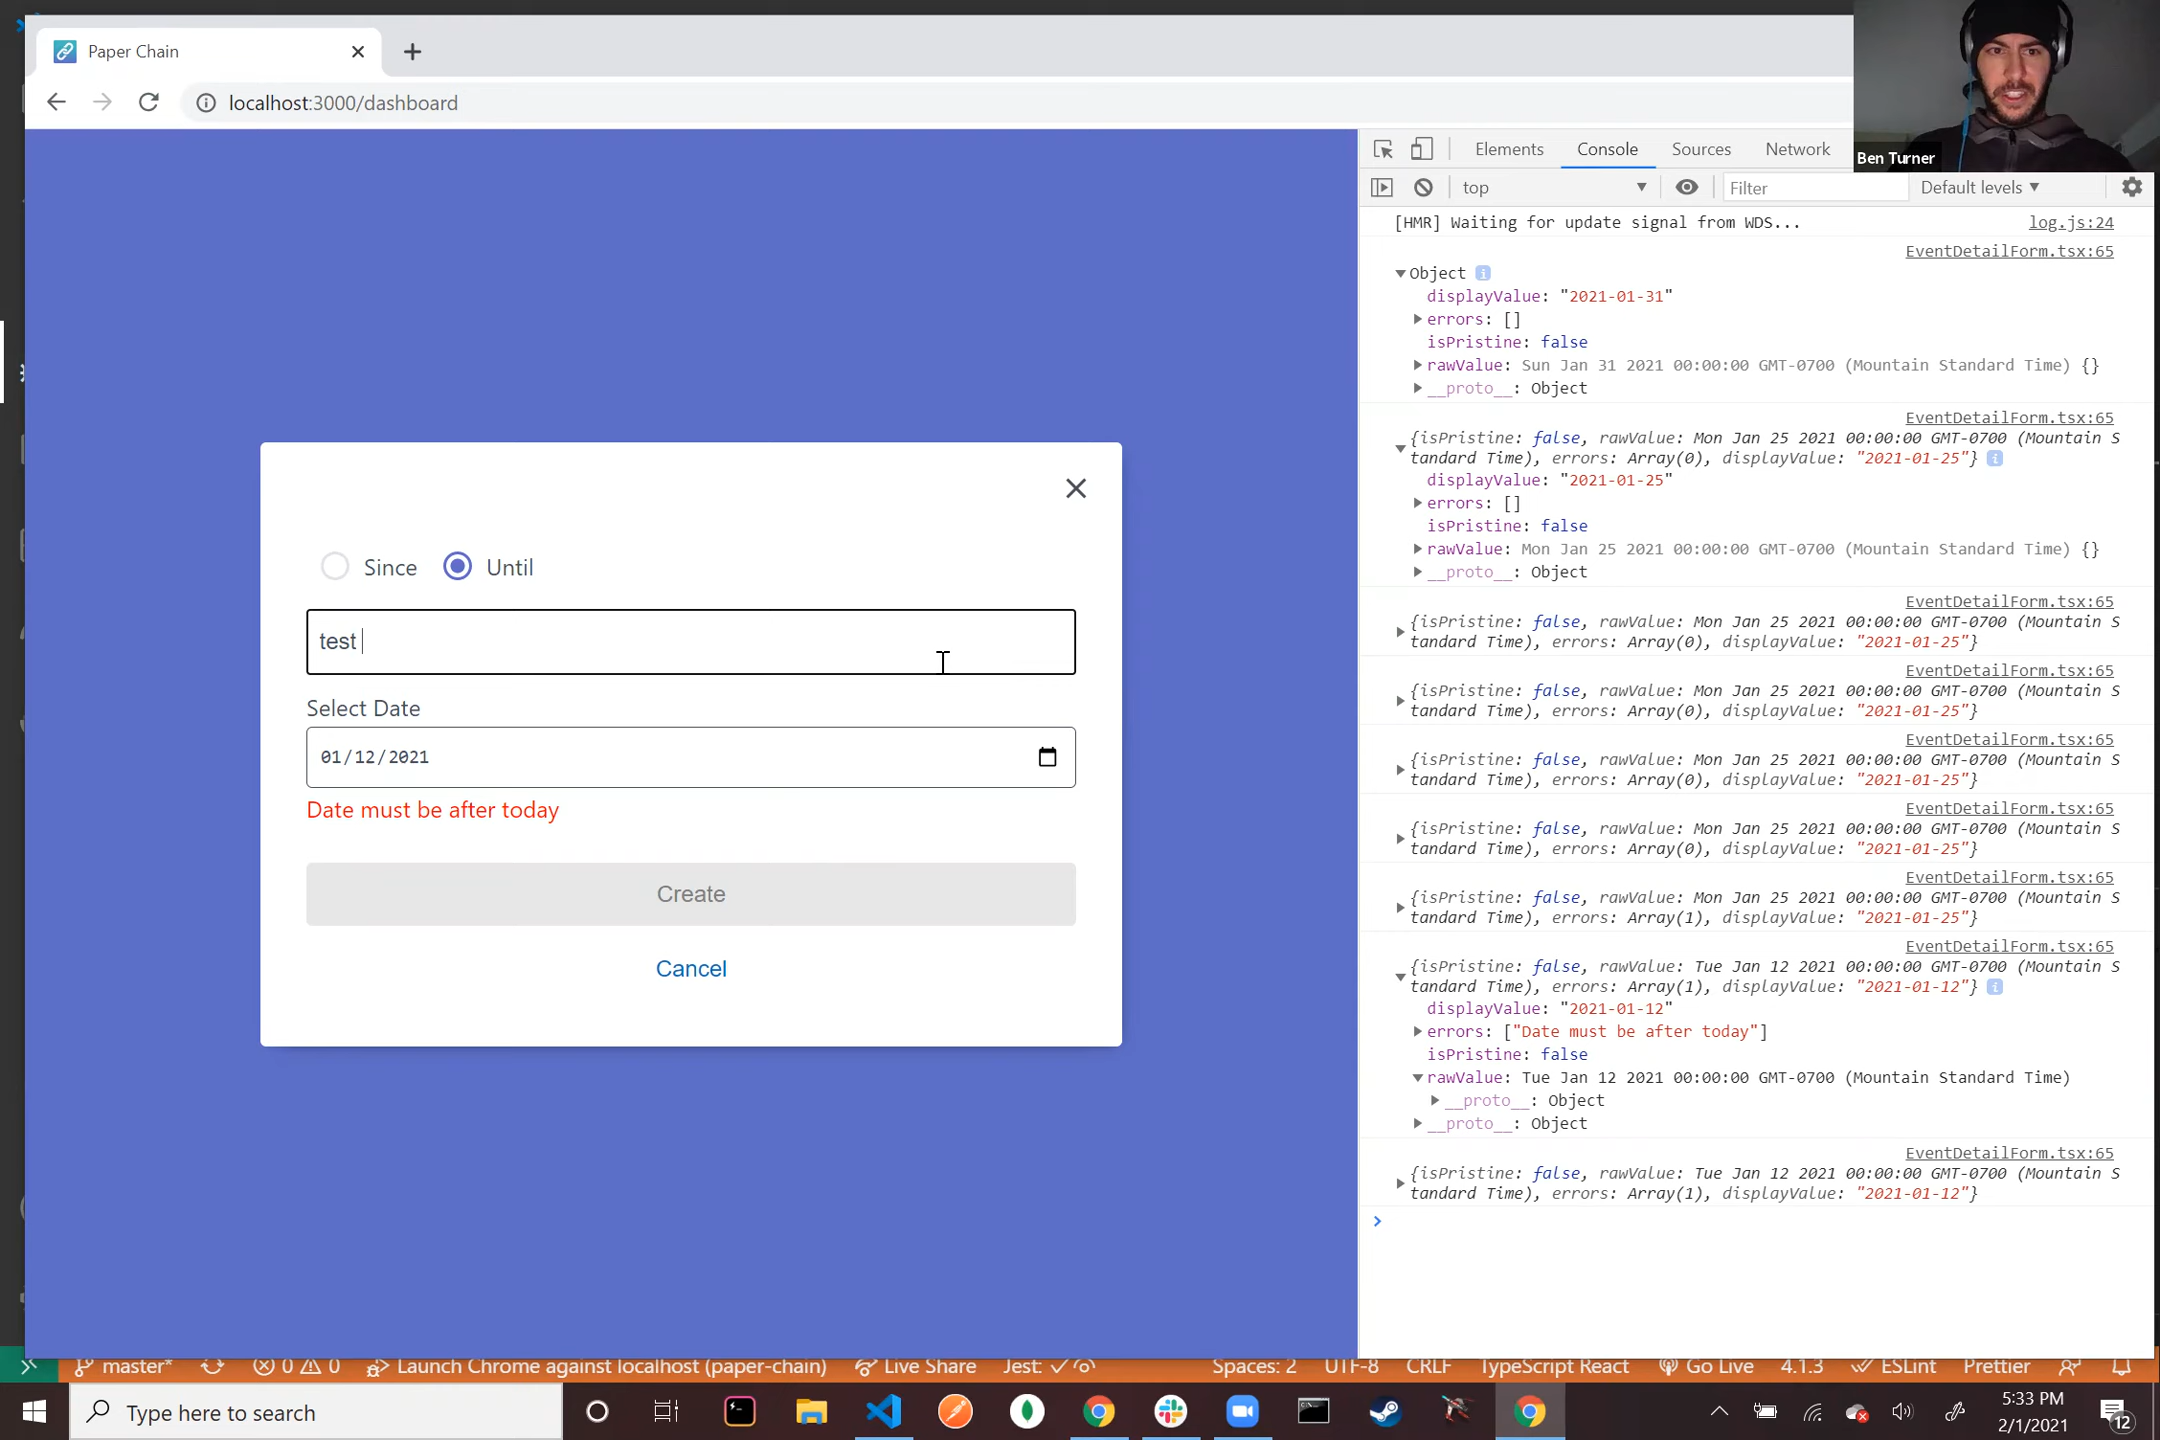 Paper Chain
localhost:3000/dashboard
Ben Turner
Elements Console Sources Network
top Filter Default levels
[HMR] Waiting for update signal from WDS... log.js:24
EventDetailForm.tsx:65
Object
displayValue: "2021-01-31"
errors: []
isPristine: false
rawValue: Sun Jan 31 2021 00:00:00 GMT-0700 (Mountain Standard Time) {}
__proto__: Object
EventDetailForm.tsx:65
{isPristine: false, rawValue: Mon Jan 25 2021 00:00:00 GMT-0700 (Mountain S
tandard Time), errors: Array(0), displayValue: "2021-01-25"}
displayValue: "2021-01-25"
errors: []
isPristine: false
rawValue: Mon Jan 25 2021 00:00:00 GMT-0700 (Mountain Standard Time) {}
__proto__: Object
EventDetailForm.tsx:65
{isPristine: false, rawValue: Mon Jan 25 2021 00:00:00 GMT-0700 (Mountain S
tandard Time), errors: Array(0), displayValue: "2021-01-25"}
EventDetailForm.tsx:65
{isPristine: false, rawValue: Mon Jan 25 2021 00:00:00 GMT-0700 (Mountain S
tandard Time), errors: Array(0), displayValue: "2021-01-25"}
EventDetailForm.tsx:65
{isPristine: false, rawValue: Mon Jan 25 2021 00:00:00 GMT-0700 (Mountain S
tandard Time), errors: Array(0), displayValue: "2021-01-25"}
EventDetailForm.tsx:65
{isPristine: false, rawValue: Mon Jan 25 2021 00:00:00 GMT-0700 (Mountain S
tandard Time), errors: Array(0), displayValue: "2021-01-25"}
EventDetailForm.tsx:65
{isPristine: false, rawValue: Mon Jan 25 2021 00:00:00 GMT-0700 (Mountain S
tandard Time), errors: Array(1), displayValue: "2021-01-25"}
EventDetailForm.tsx:65
{isPristine: false, rawValue: Tue Jan 12 2021 00:00:00 GMT-0700 (Mountain S
tandard Time), errors: Array(1), displayValue: "2021-01-12"}
displayValue: "2021-01-12"
errors: ["Date must be after today"]
isPristine: false
rawValue: Tue Jan 12 2021 00:00:00 GMT-0700 (Mountain Standard Time)
__proto__: Object
__proto__: Object
EventDetailForm.tsx:65
{isPristine: false, rawValue: Tue Jan 12 2021 00:00:00 GMT-0700 (Mountain S
tandard Time), errors: Array(1), displayValue: "2021-01-12"}
Since Until
test
Select Date
01/12/2021
Date must be after today
Create
Cancel
master* 0 0 Launch Chrome against localhost (paper-chain) Live Share Jest: Spaces: 2 UTF-8 CRLF TypeScript React Go Live 4.1.3 ESLint Prettier
Type here to search
5:33 PM
2/1/2021
12